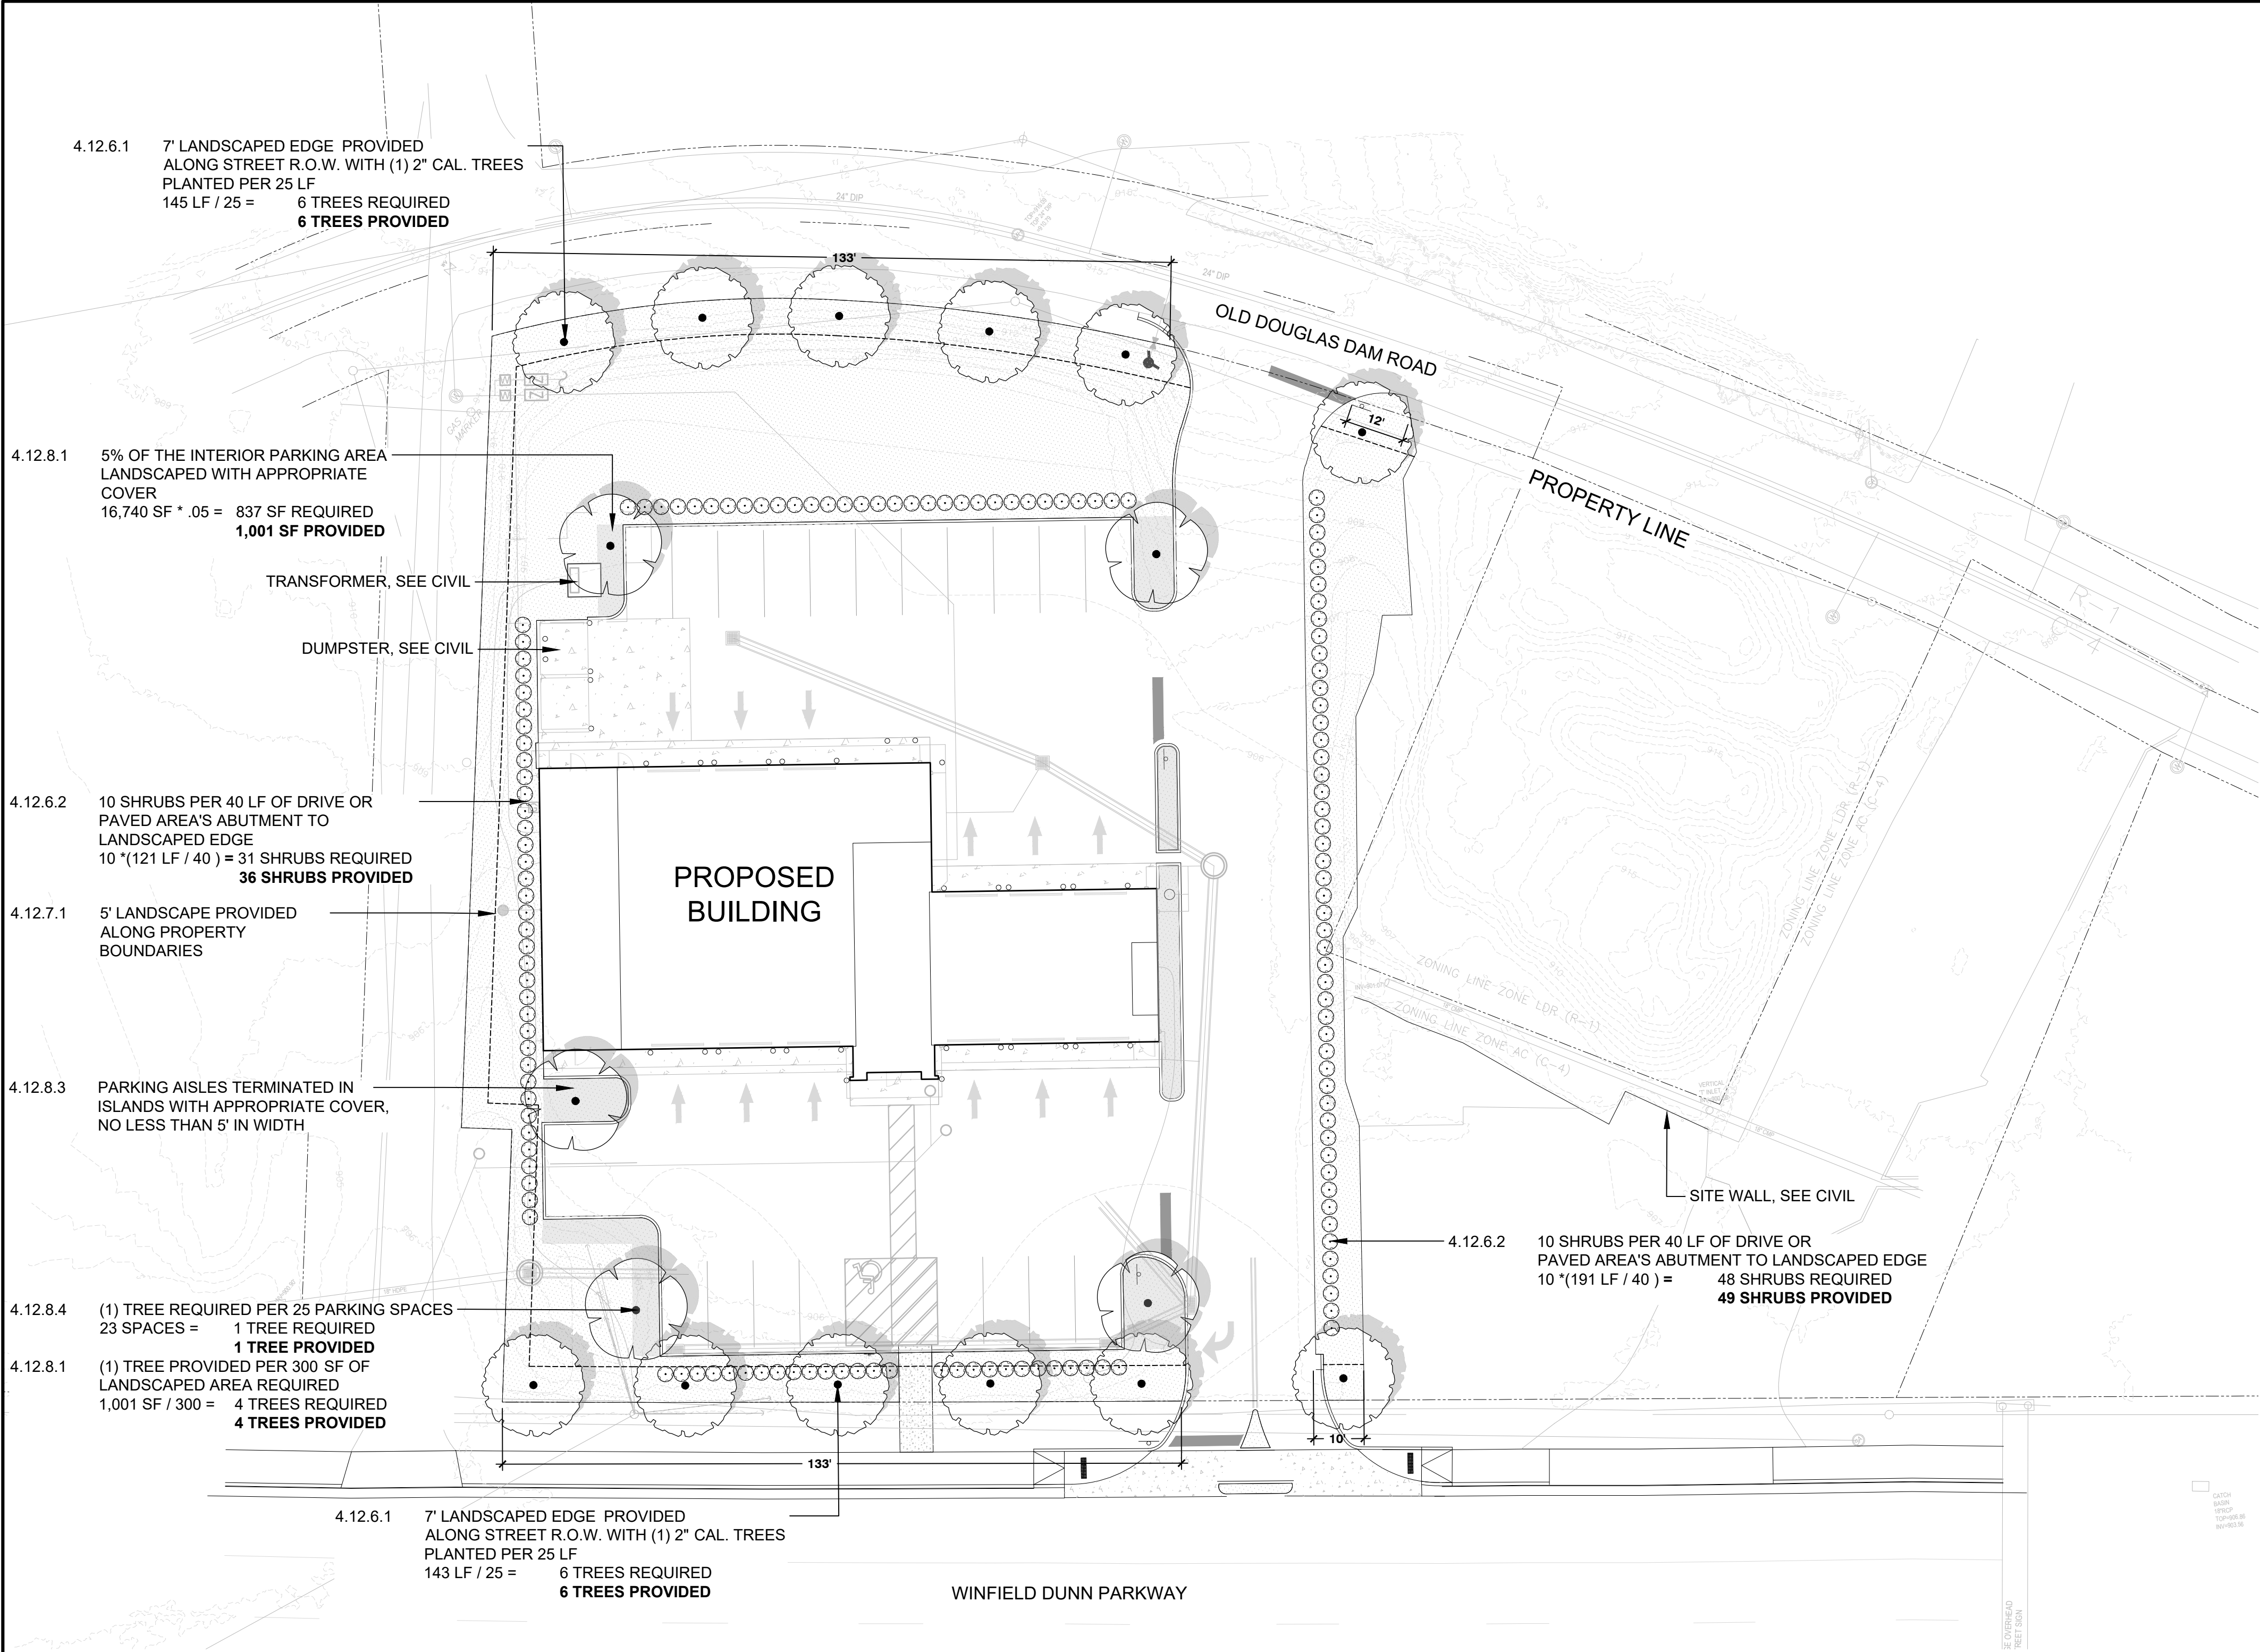 4.12.6.1 7' LANDSCAPED EDGE PROVIDED
ALONG STREET R.O.W. WITH (1) 2" CAL. TREES
PLANTED PER 25 LF
145 LF / 25 = 6 TREES REQUIRED
6 TREES PROVIDED
24" DIP
133'
24" DIP
OLD DOUGLAS DAM ROAD
12'
PROPERTY LINE
GAS MARKER
4.12.8.1 5% OF THE INTERIOR PARKING AREA
LANDSCAPED WITH APPROPRIATE
COVER
16,740 SF * .05 = 837 SF REQUIRED
1,001 SF PROVIDED
TRANSFORMER, SEE CIVIL
DUMPSTER, SEE CIVIL
R-1
C-4
4.12.6.2 10 SHRUBS PER 40 LF OF DRIVE OR
PAVED AREA'S ABUTMENT TO
LANDSCAPED EDGE
10 *(121 LF / 40 ) = 31 SHRUBS REQUIRED
36 SHRUBS PROVIDED
PROPOSED
BUILDING
4.12.7.1 5' LANDSCAPE PROVIDED
ALONG PROPERTY
BOUNDARIES
ZONING LINE ZONE LDR (R-1)
ZONING LINE ZONE AC (C-4)
ZONING LINE ZONE LDR (R-1)
ZONING LINE ZONE AC (C-4)
4.12.8.3 PARKING AISLES TERMINATED IN
ISLANDS WITH APPROPRIATE COVER,
NO LESS THAN 5' IN WIDTH
SITE WALL, SEE CIVIL
4.12.6.2 10 SHRUBS PER 40 LF OF DRIVE OR
PAVED AREA'S ABUTMENT TO LANDSCAPED EDGE
10 *(191 LF / 40 ) = 48 SHRUBS REQUIRED
49 SHRUBS PROVIDED
4.12.8.4 (1) TREE REQUIRED PER 25 PARKING SPACES
23 SPACES = 1 TREE REQUIRED
1 TREE PROVIDED
4.12.8.1 (1) TREE PROVIDED PER 300 SF OF
LANDSCAPED AREA REQUIRED
1,001 SF / 300 = 4 TREES REQUIRED
4 TREES PROVIDED
10'
133'
4.12.6.1 7' LANDSCAPED EDGE PROVIDED
ALONG STREET R.O.W. WITH (1) 2" CAL. TREES
PLANTED PER 25 LF
143 LF / 25 = 6 TREES REQUIRED
6 TREES PROVIDED
WINFIELD DUNN PARKWAY
CATCH
BASIN